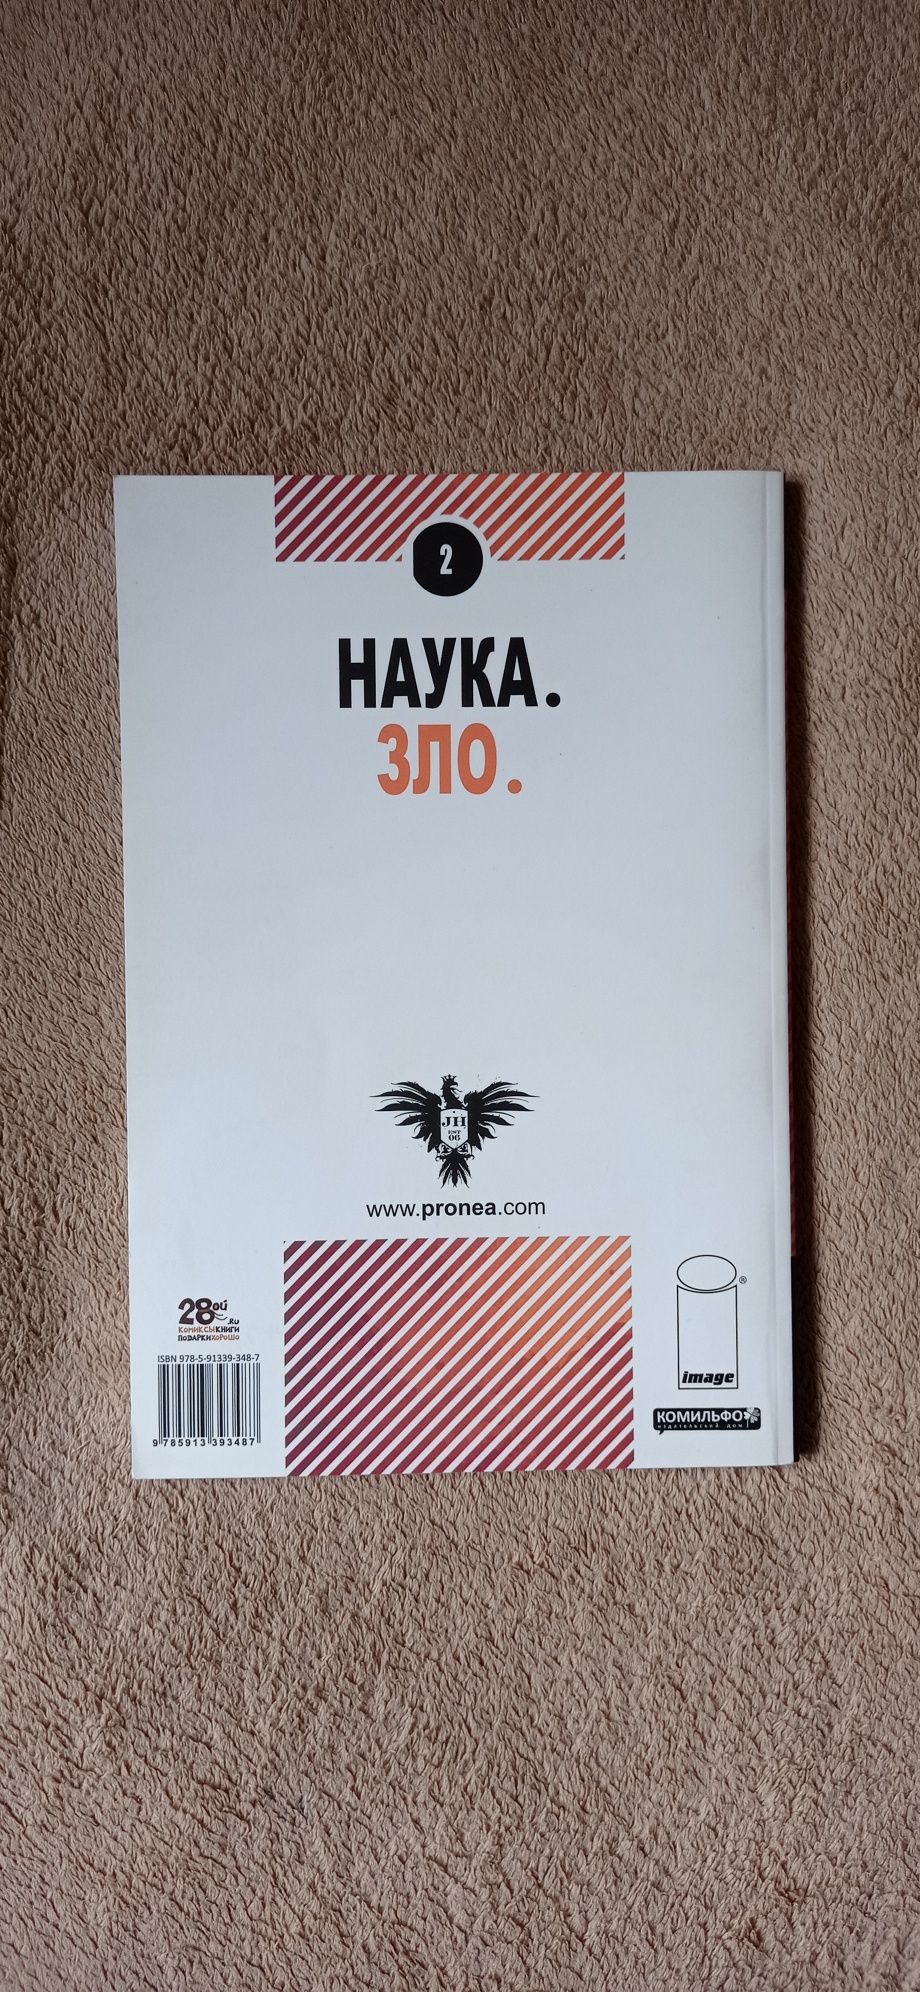 2
НАУКА.
ЗЛО.
JH
EST
06
www.pronea.com
28ой.ru
КОМИКСЫКНИГИ
ПОДАРКИХОРОШО
ISBN 978-5-91339-348-7
9 785913 393487
®
image
КОМИЛЬФО
издательский дом